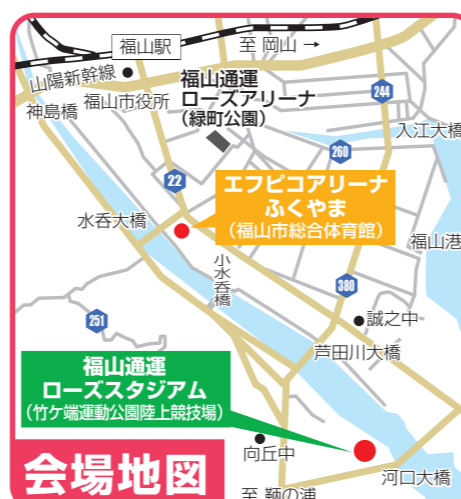 福山駅
至 岡山 →
山陽新幹線
福山市役所
神島橋
福山通運
ローズアリーナ
(緑町公園)
244
入江大橋
260
22
エフピコアリーナ
ふくやま
(福山市総合体育館)
水呑大橋
福山港
小水呑橋
380
251
誠之中
芦田川大橋
福山通運
ローズスタジアム
(竹ケ端運動公園陸上競技場)
向丘中
河口大橋
会場地図
至 鞆の浦